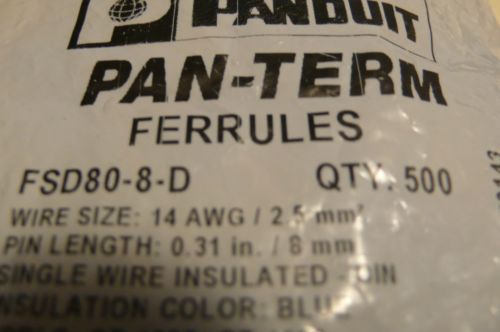 PANDUIT
PAN-TERM
FERRULES
FSD80-8-D QTY. 500
WIRE SIZE: 14 AWG / 2.5 mm²
PIN LENGTH: 0.31 in. / 8 mm
SINGLE WIRE INSULATED - DIN
INSULATION COLOR: BLUE